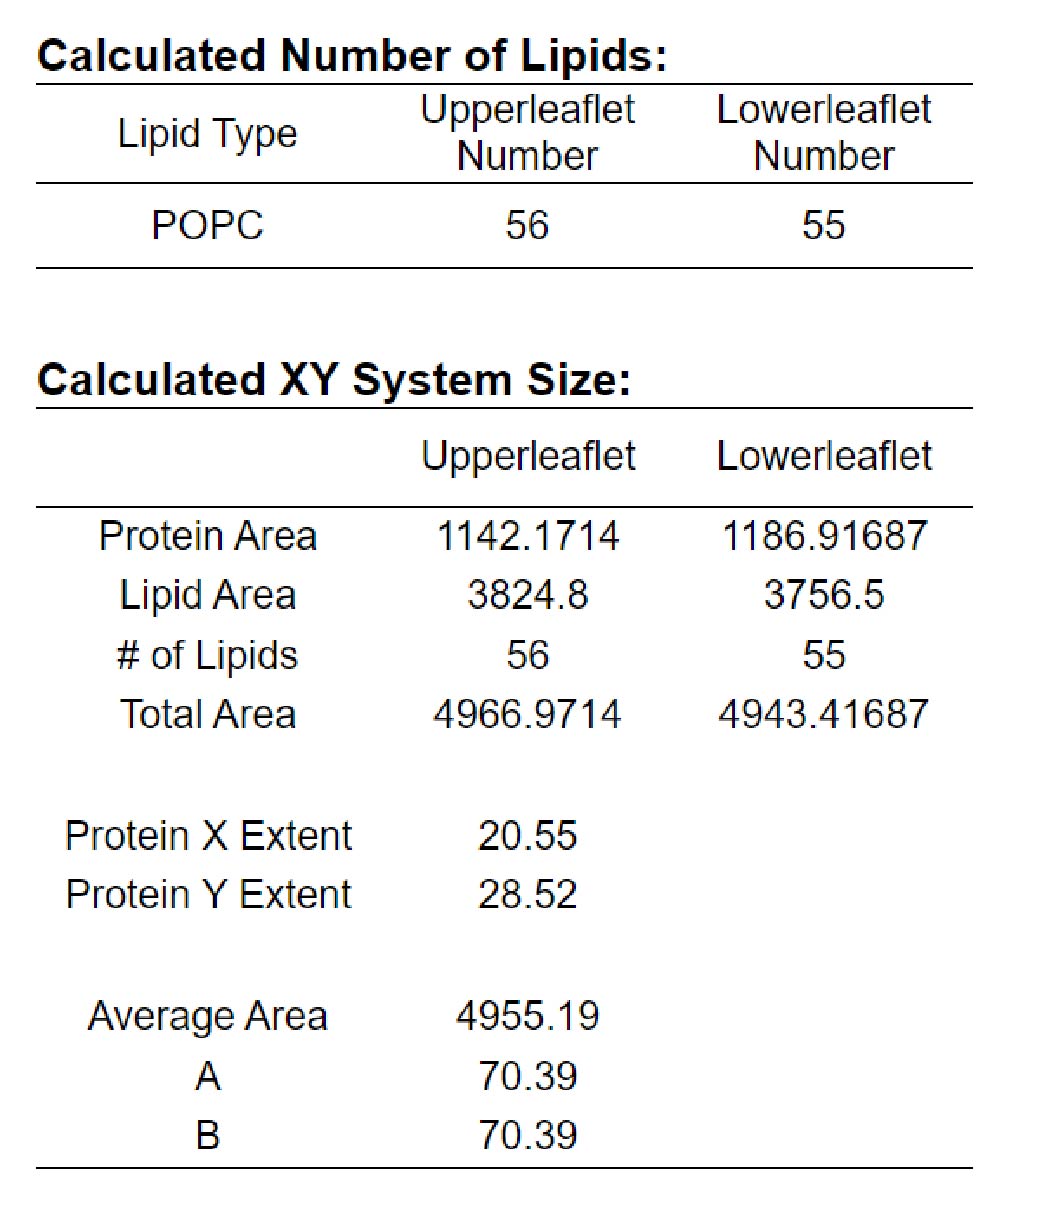 Calculated Number of Lipids:
Lipid Type Upperleaflet Number Lowerleaflet Number
POPC 56 55
Calculated XY System Size:
Upperleaflet Lowerleaflet
Protein Area 1142.1714 1186.91687
Lipid Area 3824.8 3756.5
# of Lipids 56 55
Total Area 4966.9714 4943.41687
Protein X Extent 20.55
Protein Y Extent 28.52
Average Area 4955.19
A 70.39
B 70.39